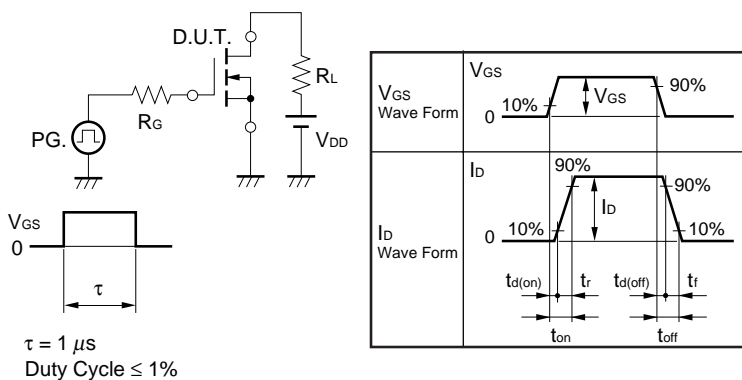 D.U.T.
RG
RL
PG.
VDD
VGS
0
τ
τ = 1 μs
Duty Cycle ≤ 1%
VGS
Wave Form
VGS
10%
0
VGS
90%
ID
Wave Form
ID
90%
10%
0
ID
90%
10%
td(on)
tr
td(off)
tf
ton
toff